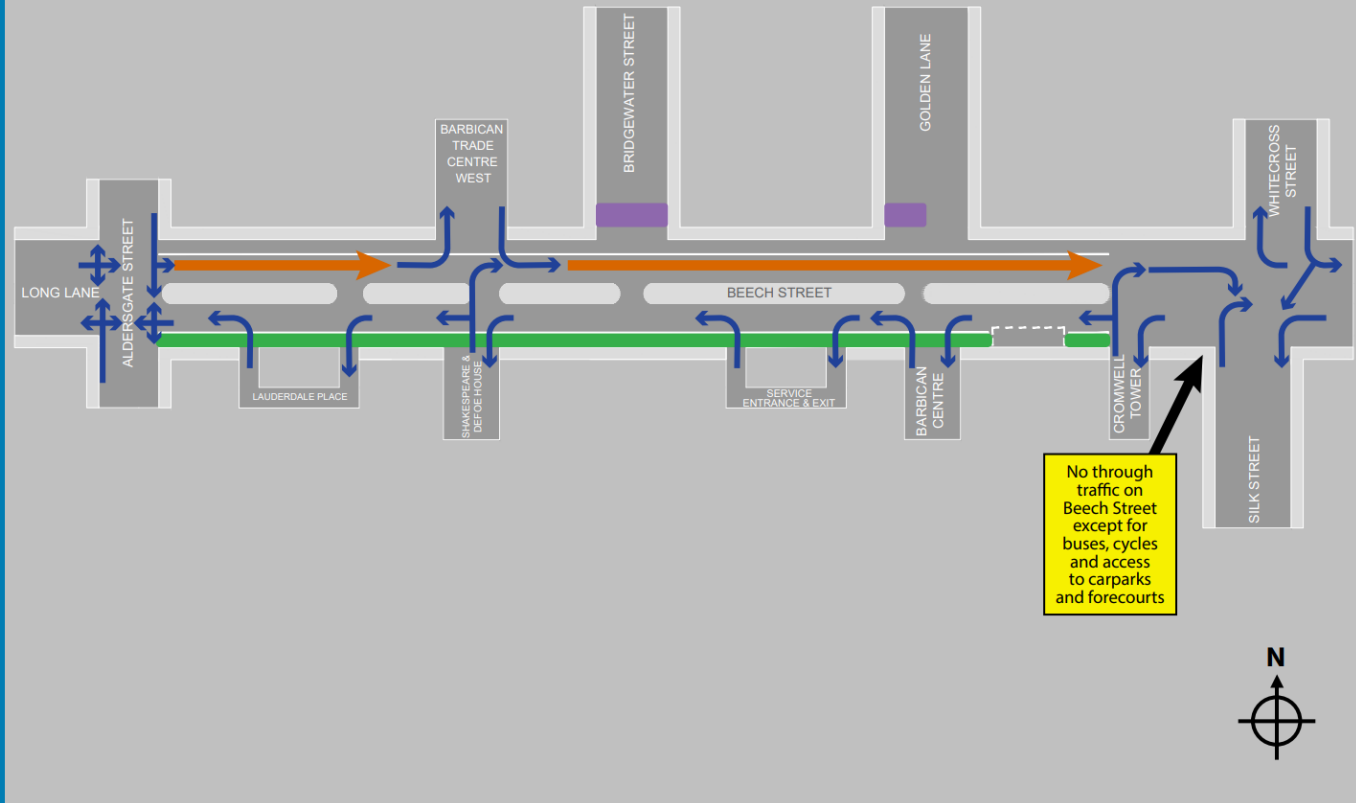 BRIDGEWATER STREET
GOLDEN LANE
BARBICAN
TRADE
CENTRE
WEST
WHITECROSS
STREET
ALDERSGATE STREET
LONG LANE
BEECH STREET
LAUDERDALE PLACE
SHAKESPEARE &
DEFOE HOUSE
SERVICE
ENTRANCE & EXIT
BARBICAN
CENTRE
CROMWELL
TOWER
SILK STREET
No through
traffic on
Beech Street
except for
buses, cycles
and access
to carparks
and forecourts
N